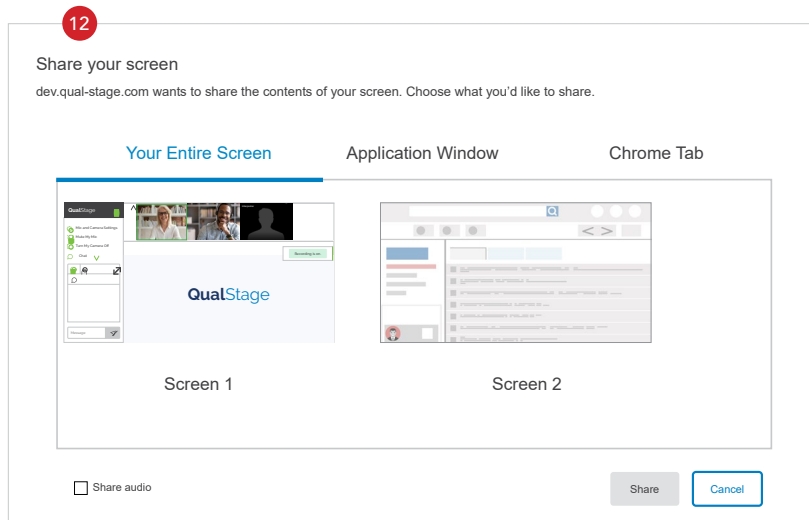 12
Share your screen
dev.qual-stage.com wants to share the contents of your screen. Choose what you'd like to share.
Your Entire Screen Application Window Chrome Tab
QualStage
Mic and Camera Settings
Mute My Mic
Turn My Camera Off
Chat
Message
Recording is on
QualStage
Screen 1 Screen 2
Share audio
Share Cancel